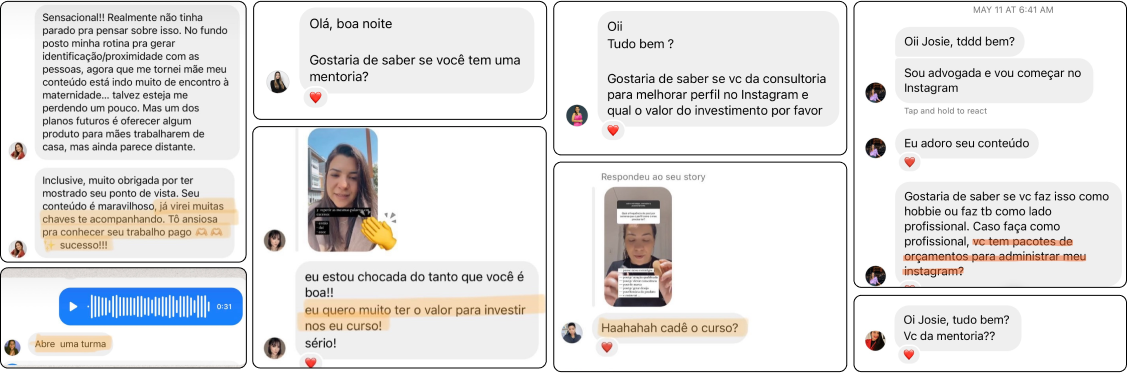 Sensacional!! Realmente não tinha
parado pra pensar sobre isso. No fundo
posto minha rotina pra gerar
identificação/proximidade com as
pessoas, agora que me tornei mãe meu
conteúdo está indo muito de encontro à
maternidade... talvez esteja me
perdendo um pouco. Mas um dos
planos futuros é oferecer algum
produto para mães trabalharem de
casa, mas ainda parece distante.
Inclusive, muito obrigada por ter
mostrado seu ponto de vista. Seu
conteúdo é maravilhoso, já virei muitas
chaves te acompanhando. Tô ansiosa
pra conhecer seu trabalho pago 🫶🫶
✨ sucesso!!!
0:31
Abre uma turma
Olá, boa noite
Gostaria de saber se você tem uma
mentoria?
eu estou chocada do tanto que você é
boa!!
eu quero muito ter o valor para investir
nos eu curso!
sério!
Oii
Tudo bem ?
Gostaria de saber se vc da consultoria
para melhorar perfil no Instagram e
qual o valor do investimento por favor
Respondeu ao seu story
Haahahah cadê o curso?
MAY 11 AT 6:41 AM
Oii Josie, tddd bem?
Sou advogada e vou começar no
Instagram
Tap and hold to react
Eu adoro seu conteúdo
Gostaria de saber se vc faz isso como
hobbie ou faz tb como lado
profissional. Caso faça como
profissional, vc tem pacotes de
orçamentos para administrar meu
instagram?
Oi Josie, tudo bem?
Vc da mentoria??